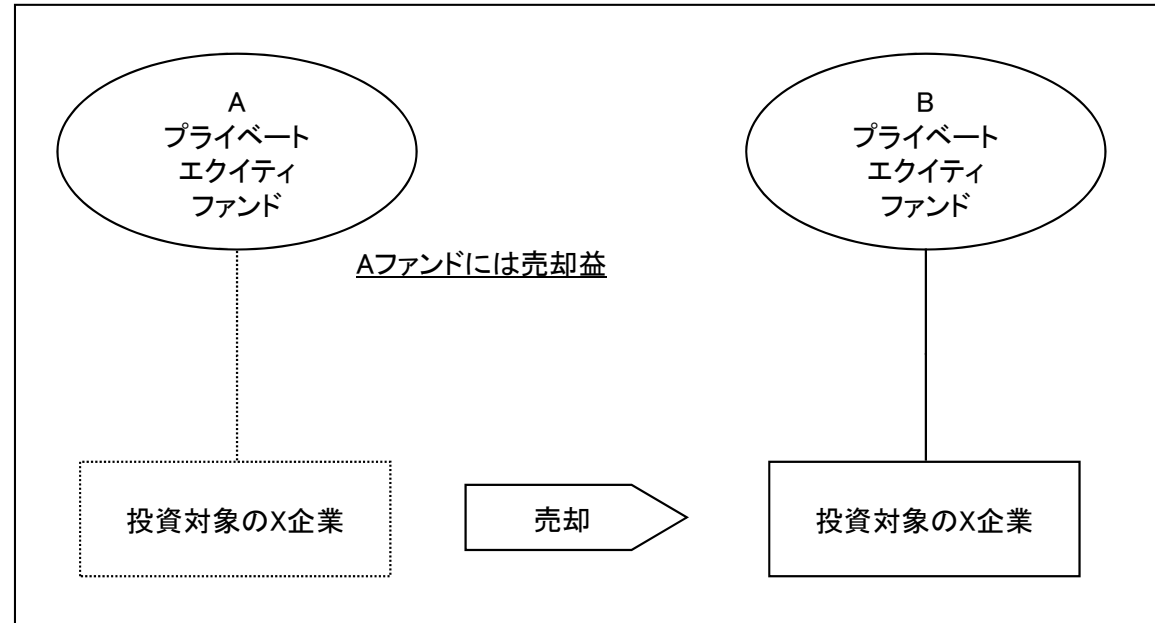 A
プライベート
エクイティ
ファンド
B
プライベート
エクイティ
ファンド
Aファンドには売却益
投資対象のX企業
売却
投資対象のX企業